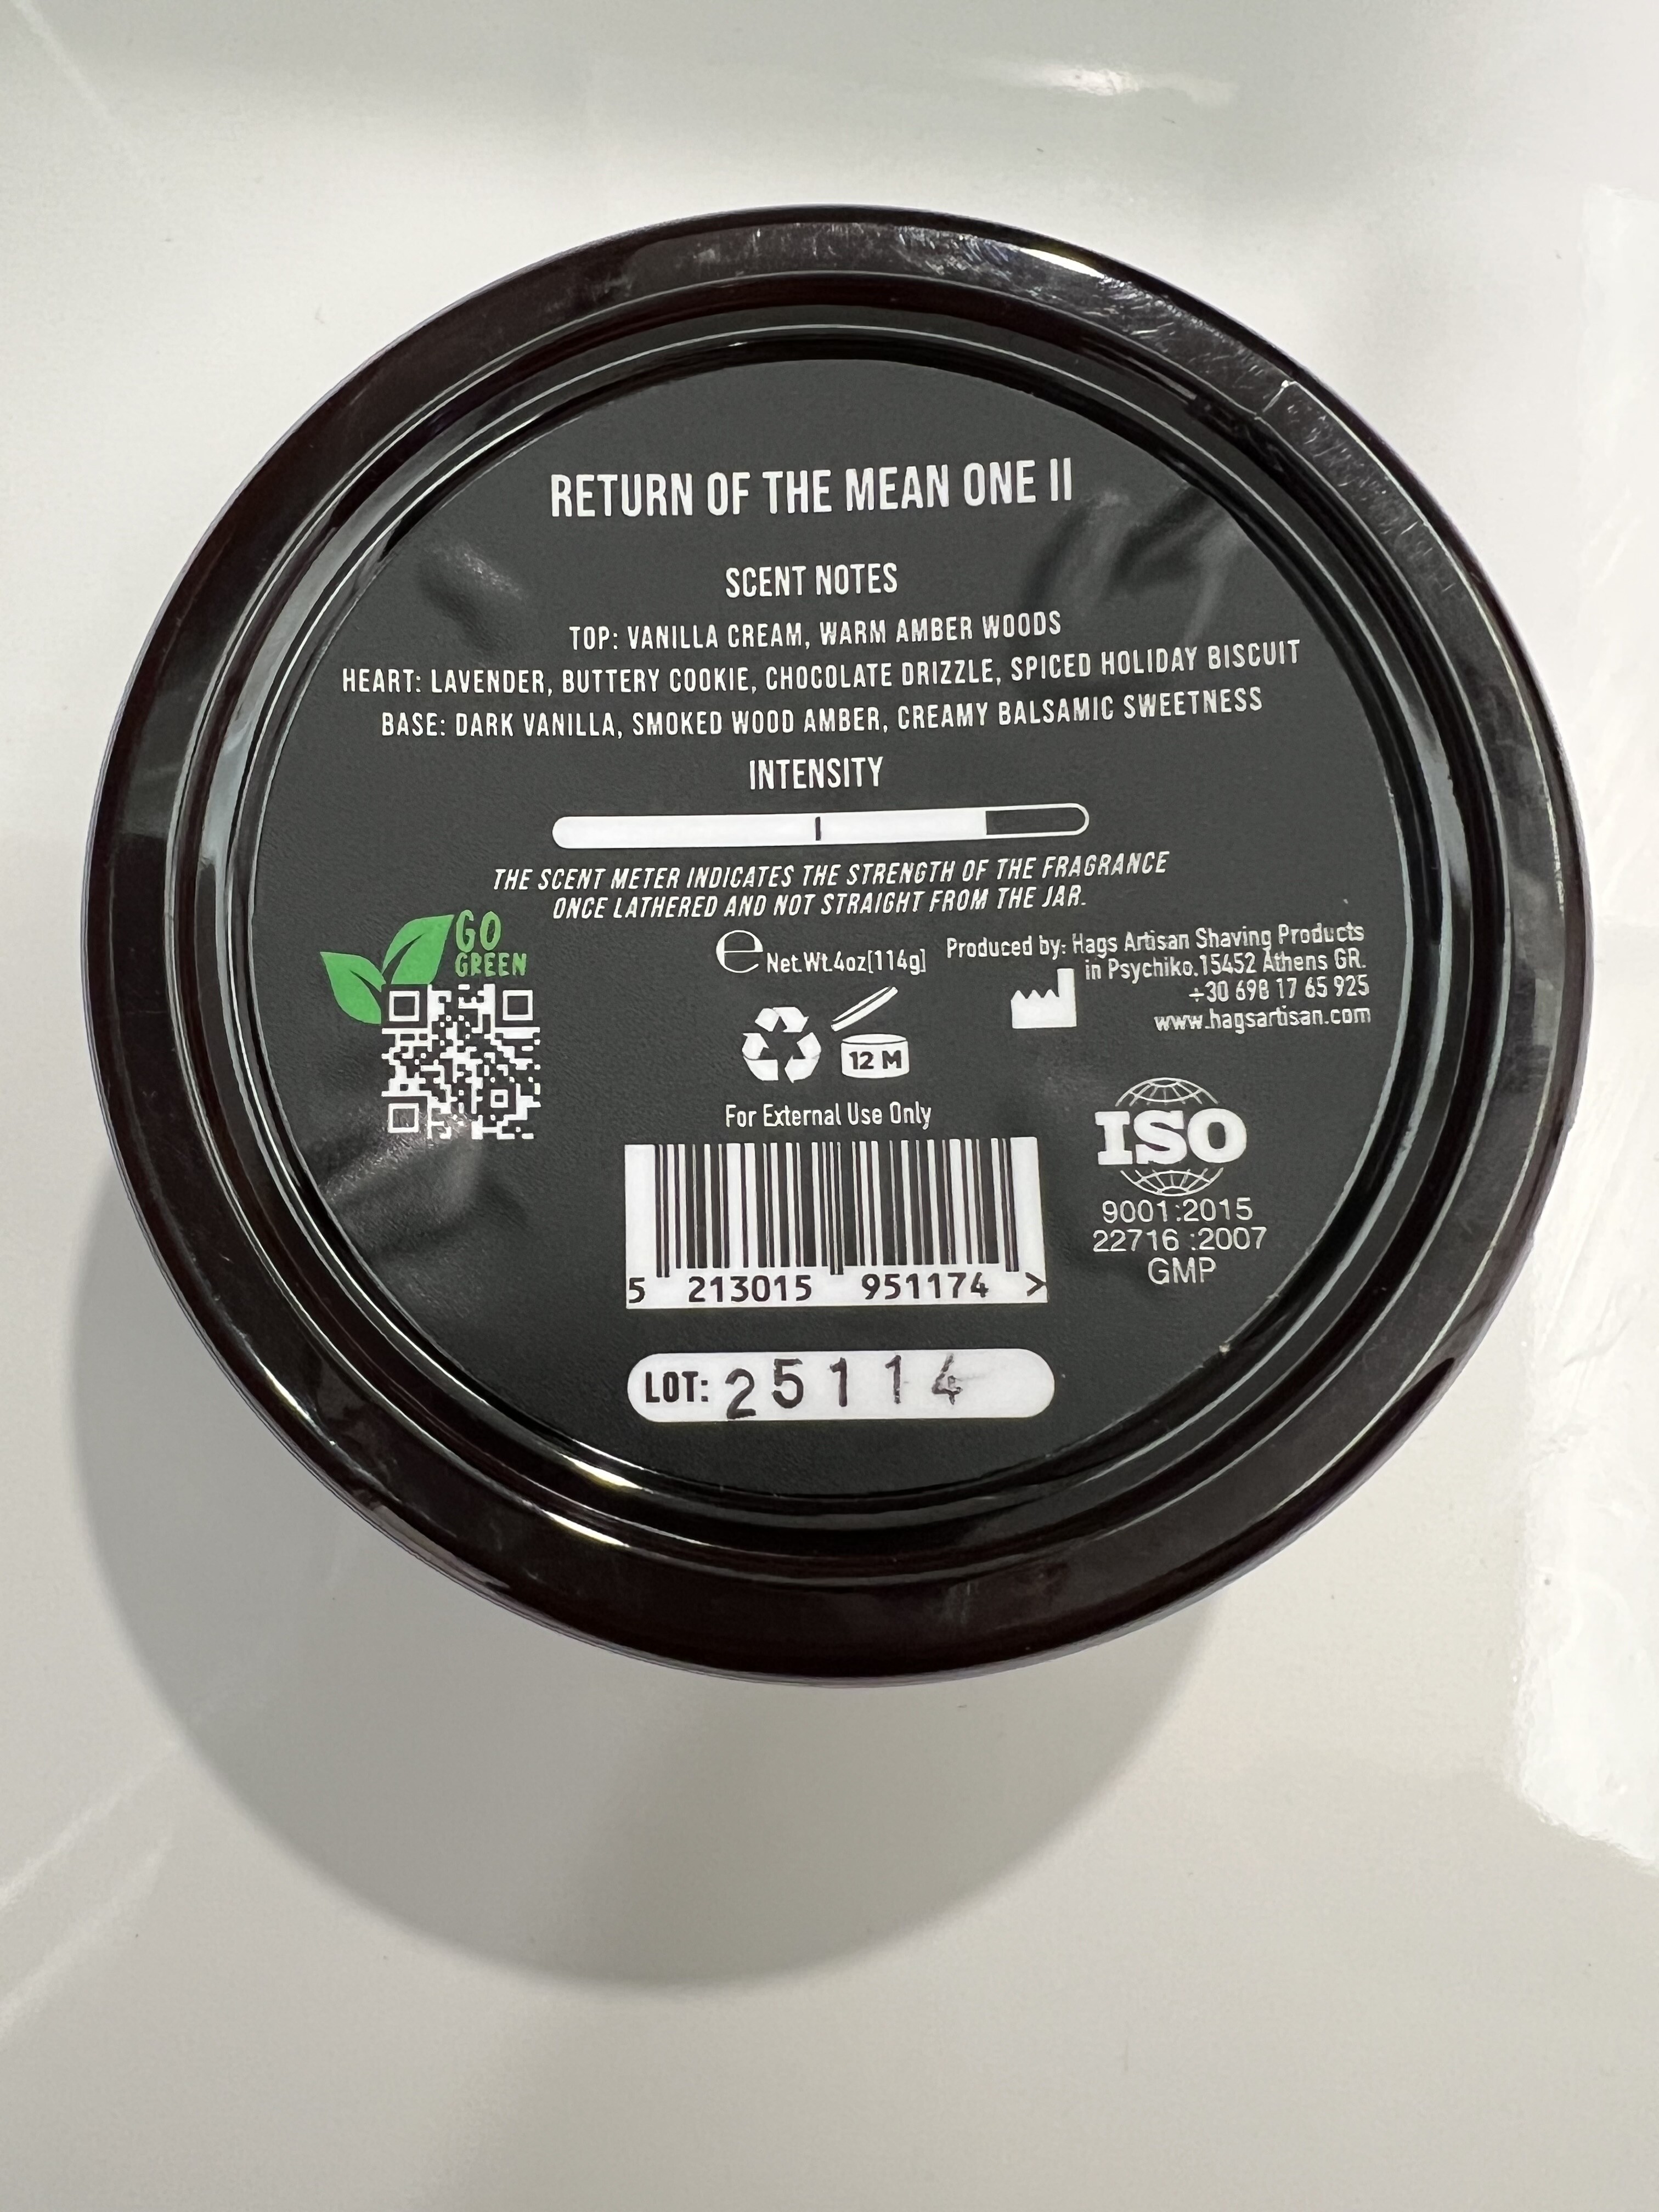 RETURN OF THE MEAN ONE II
SCENT NOTES
TOP: VANILLA CREAM, WARM AMBER WOODS
HEART: LAVENDER, BUTTERY COOKIE, CHOCOLATE DRIZZLE, SPICED HOLIDAY BISCUIT
BASE: DARK VANILLA, SMOKED WOOD AMBER, CREAMY BALSAMIC SWEETNESS
INTENSITY
THE SCENT METER INDICATES THE STRENGTH OF THE FRAGRANCE
ONCE LATHERED AND NOT STRAIGHT FROM THE JAR.
GO
GREEN
℮ Net.Wt.4oz[114g]
Produced by: Hags Artisan Shaving Products
in Psychiko.15452 Athens GR.
+30 698 17 65 925
www.hagsartisan.com
12 M
For External Use Only
ISO
9001:2015
22716 :2007
GMP
5 213015 951174 >
LOT: 25114